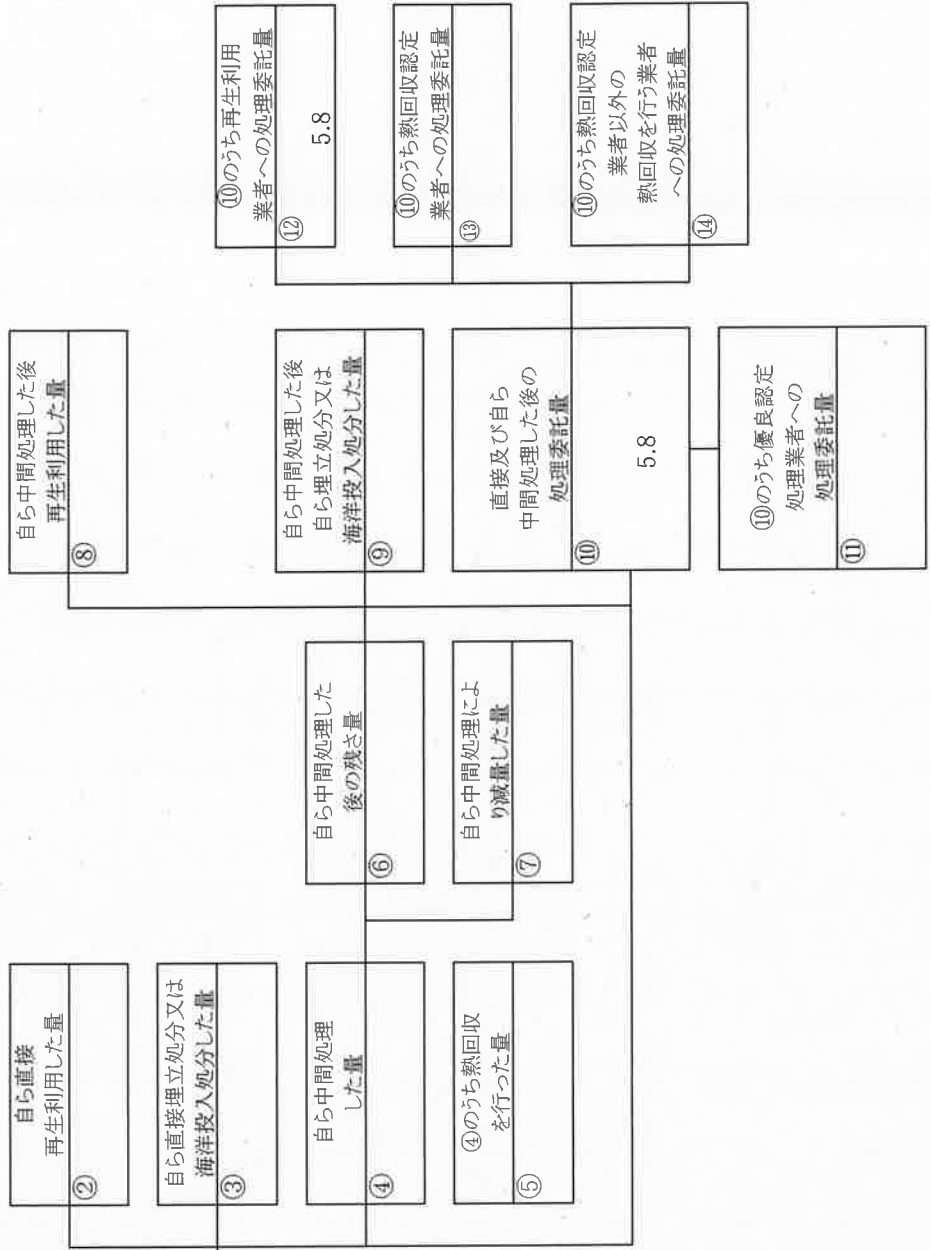 ②
自ら直接
再生利用した量
③
自ら直接埋立処分又は
海洋投入処分した量
④
自ら中間処理
した量
⑤
④のうち熱回収
を行った量
⑥
自ら中間処理した
後の残さ量
⑦
自ら中間処理によ
り減量した量
⑧
自ら中間処理した後
再生利用した量
⑨
自ら中間処理した後
自ら埋立処分又は
海洋投入処分した量
⑩
直接及び自ら
中間処理した後の
処理委託量
5.8
⑪
⑩のうち優良認定
処理業者への
処理委託量
⑫
⑩のうち再生利用
業者への処理委託量
5.8
⑬
⑩のうち熱回収認定
業者への処理委託量
⑭
⑩のうち熱回収認定
業者以外の
熱回収を行う業者
への処理委託量